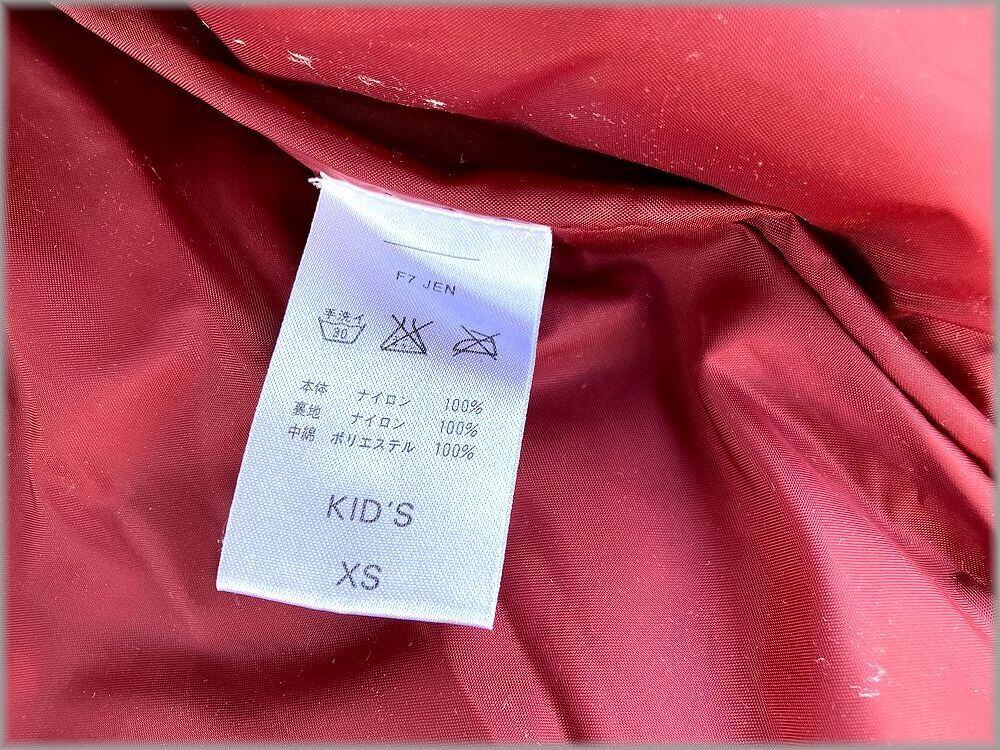 F7 JEN
手洗イ
30
本体 ナイロン 100%
裏地 ナイロン 100%
中綿 ポリエステル 100%
KID'S
XS